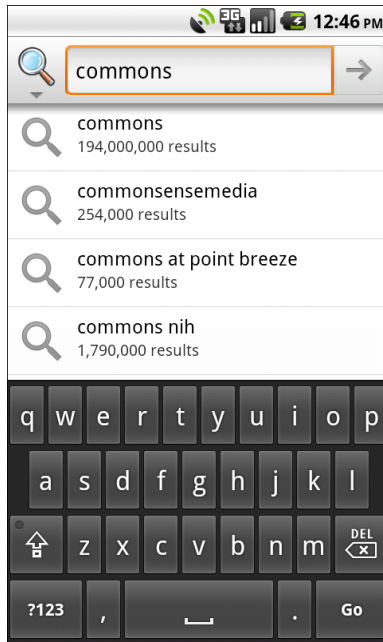 3G
12:46 PM
commons
commons
194,000,000 results
commonsensemedia
254,000 results
commons at point breeze
77,000 results
commons nih
1,790,000 results
q w e r t y u i o p
a s d f g h j k l
z x c v b n m DEL
?123 , . Go